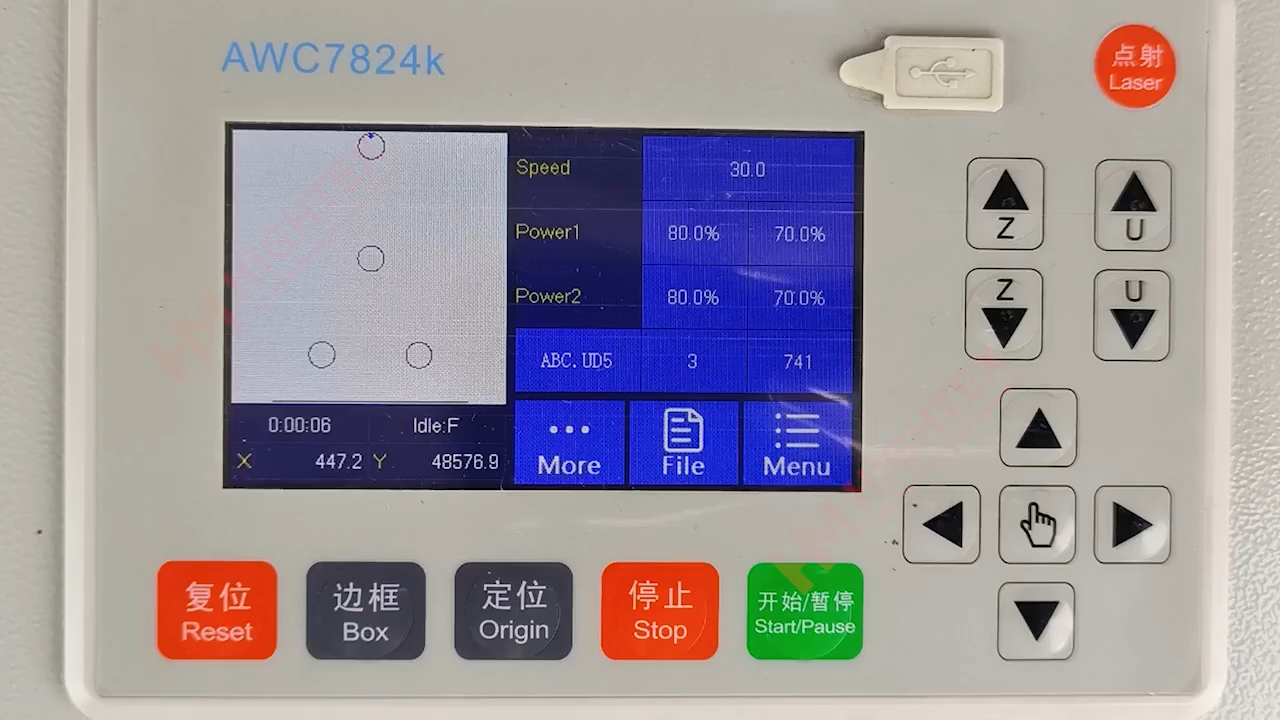 AWC7824k
点射
Laser
Speed 30.0
Power1 80.0% 70.0%
Power2 80.0% 70.0%
ABC.UD5 3 741
0:00:06 Idle:F
X 447.2 Y 48576.9
More File Menu
Z
U
Z
U
复位
Reset
边框
Box
定位
Origin
停止
Stop
开始/暂停
Start/Pause